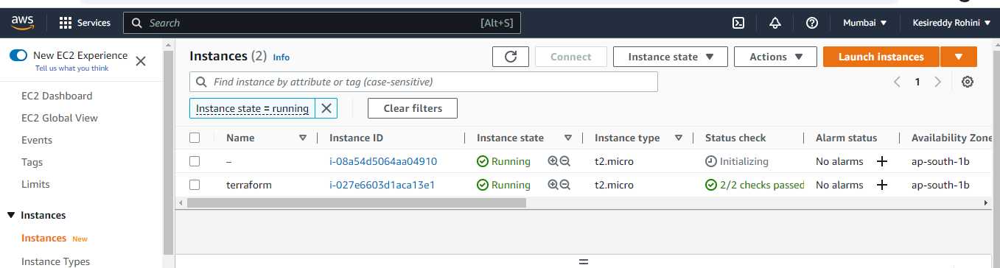 aws Services Search [Alt+S] Mumbai Kesireddy Rohini
New EC2 Experience
Tell us what you think
EC2 Dashboard
EC2 Global View
Events
Tags
Limits
Instances
Instances New
Instance Types
Instances (2) Info Connect Instance state Actions Launch instances
Find instance by attribute or tag (case-sensitive) 1
Instance state = running Clear filters
Name Instance ID Instance state Instance type Status check Alarm status Availability Zone
– i-08a54d5064aa04910 Running t2.micro Initializing No alarms + ap-south-1b
terraform i-027e6603d1aca13e1 Running t2.micro 2/2 checks passed No alarms + ap-south-1b